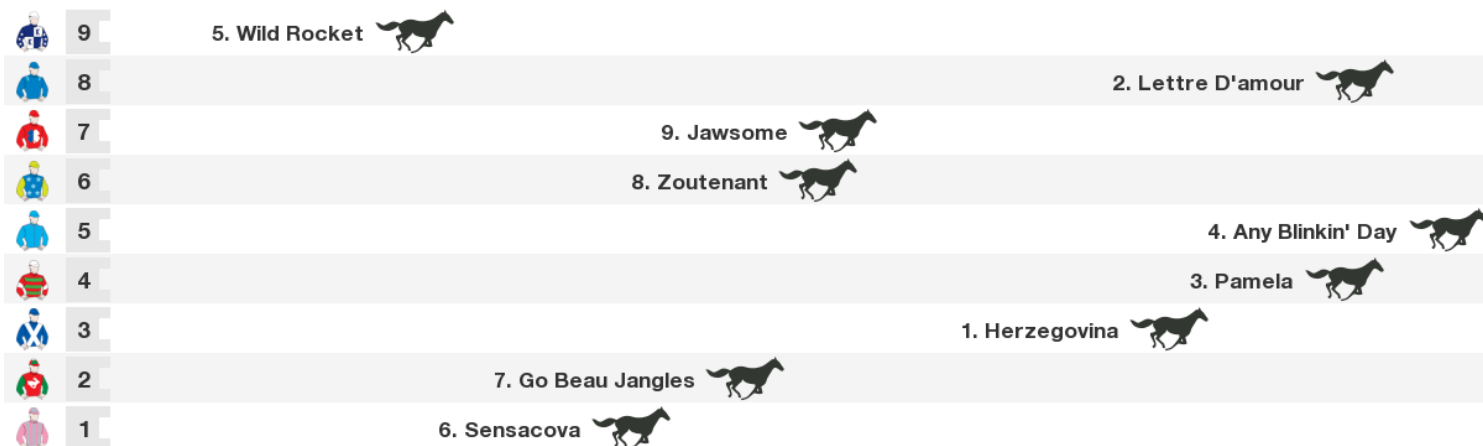 9 5. Wild Rocket
8 2. Lettre D'amour
7 9. Jawsome
6 8. Zoutenant
5 4. Any Blinkin' Day
4 3. Pamela
3 1. Herzegovina
2 7. Go Beau Jangles
1 6. Sensacova